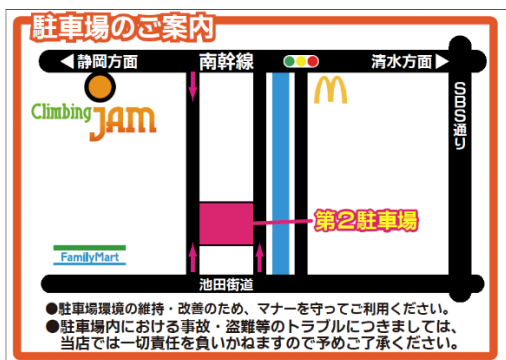 駐車場のご案内
◀静岡方面
南幹線
清水方面▶
Climbing JAM
SBS通り
第2駐車場
FamilyMart
池田街道
●駐車場環境の維持・改善のため、マナーを守ってご利用ください。
●駐車場内における事故・盗難等のトラブルにつきましては、
当店では一切責任を負いかねますので予めご了承ください。